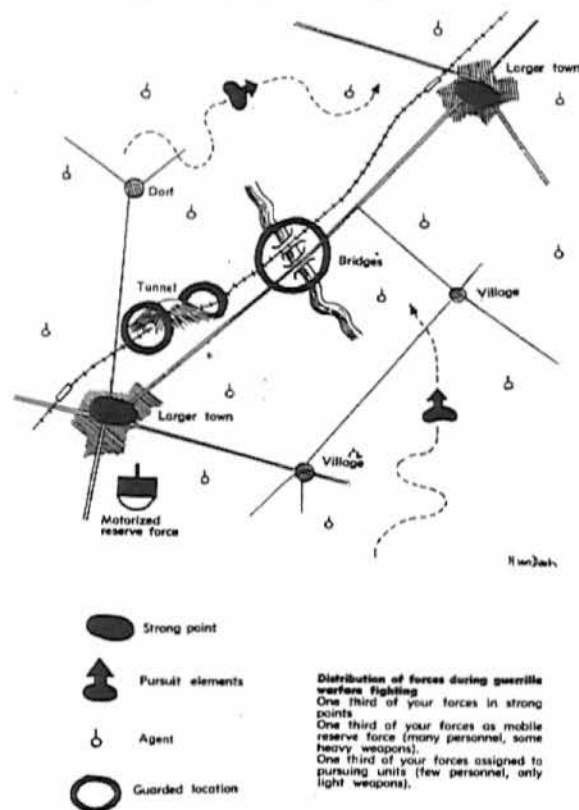 Larger town
Dorf
Bridges
Tunnel
Village
Larger town
Village
Motorized
reserve force
Strong point
Pursuit elements
Agent
Guarded location
Distribution of forces during guerrilla
warfare fighting
One third of your forces in strong
points
One third of your forces as mobile
reserve force (many personnel, some
heavy weapons).
One third of your forces assigned to
pursuing units (few personnel, only
light weapons).